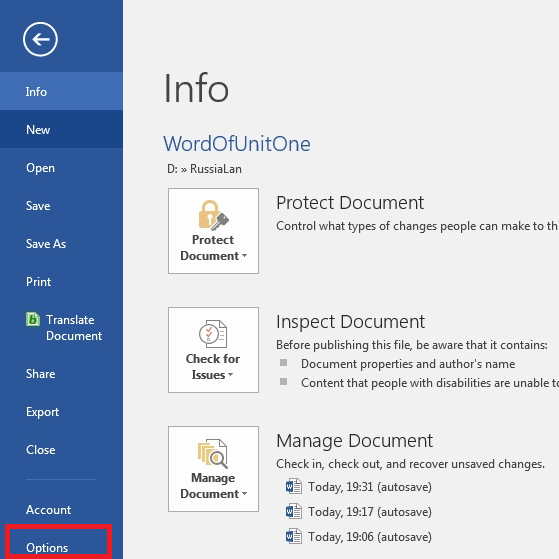 Info
New
Open
Save
Save As
Print
Translate
Document
Share
Export
Close
Account
Options
Info
WordOfUnitOne
D: » RussiaLan
Protect
Document
Protect Document
Control what types of changes people can make to
Check for
Issues
Inspect Document
Before publishing this file, be aware that it contains:
Document properties and author's name
Content that people with disabilities are unable
Manage
Document
Manage Document
Check in, check out, and recover unsaved changes.
Today, 19:31 (autosave)
Today, 19:17 (autosave)
Today, 19:06 (autosave)